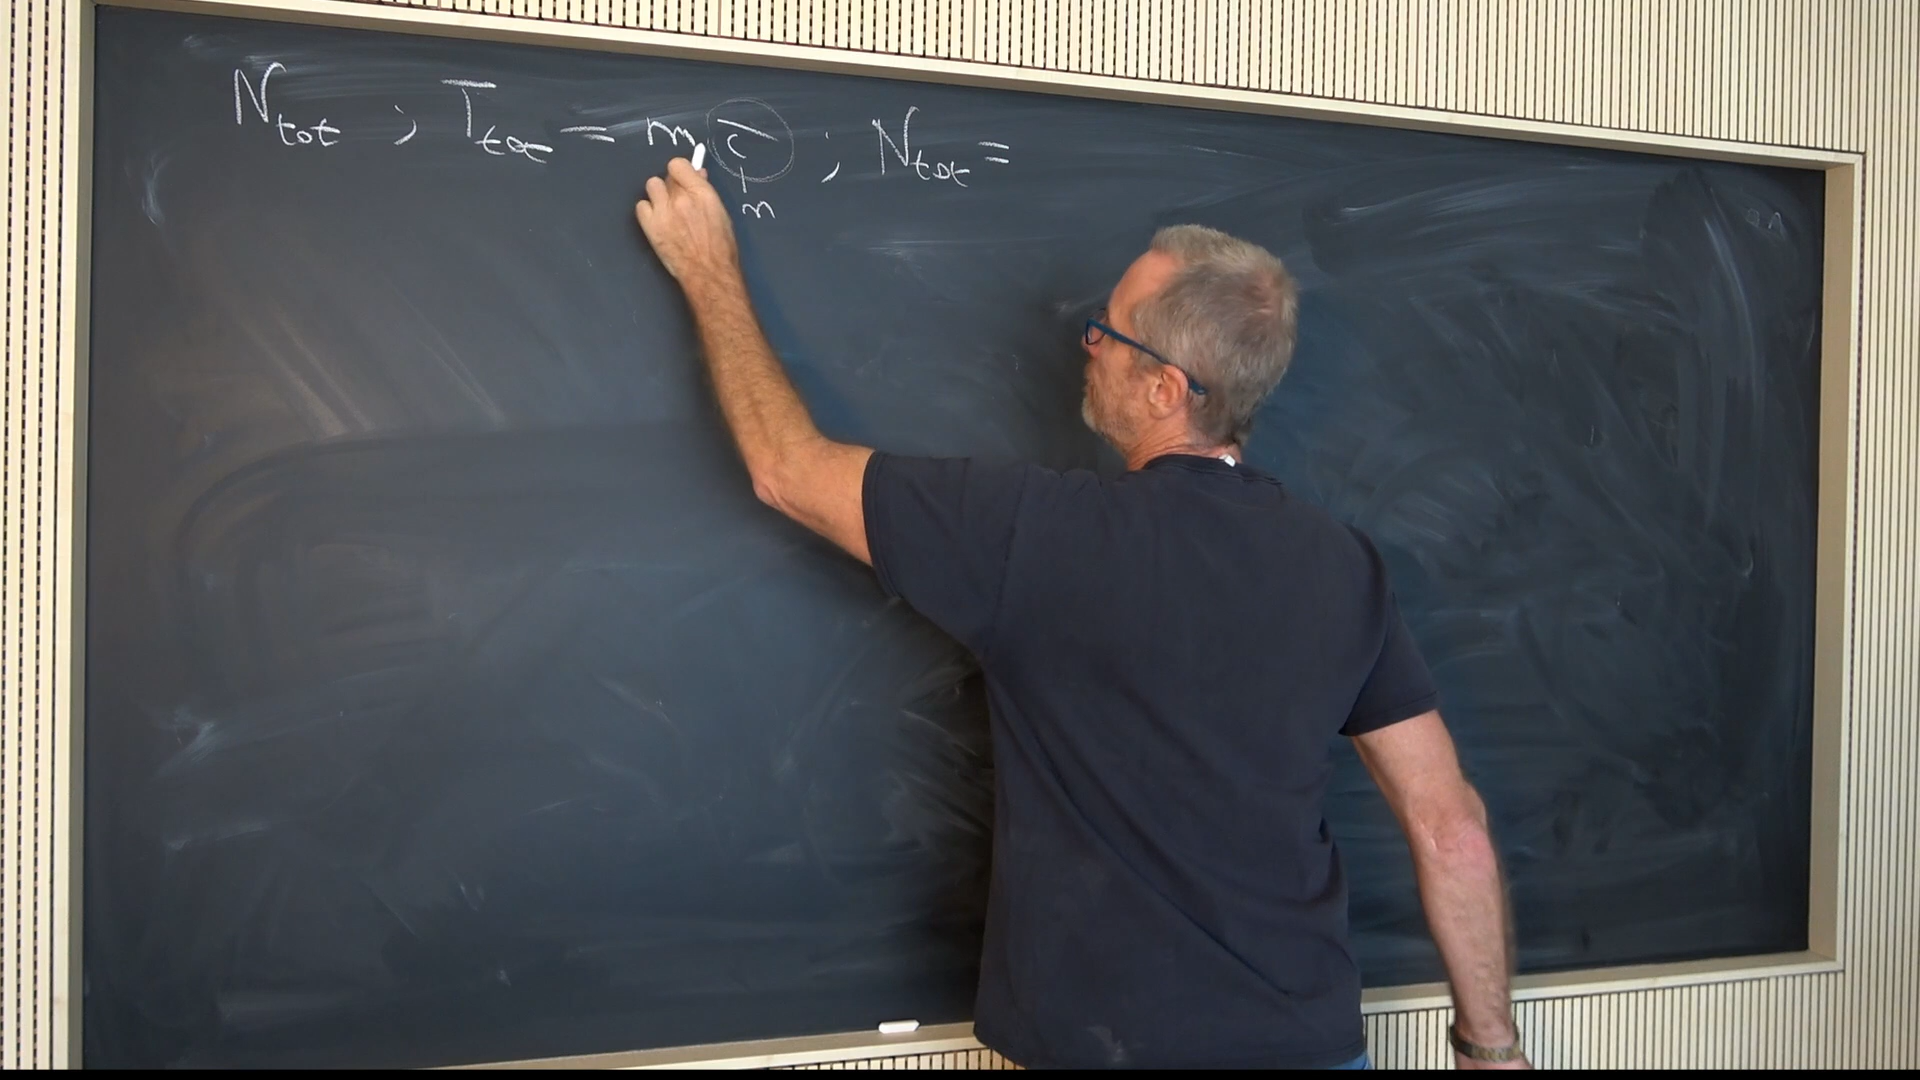 N_tot ; T_tot = m c̄ ; N_tot =
m